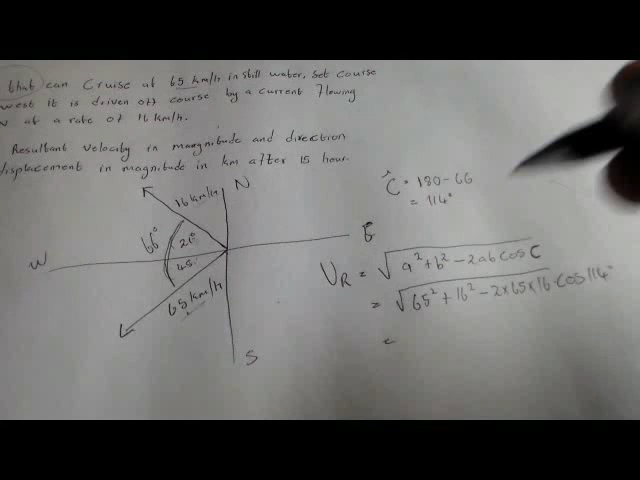 that can Cruise at 65 km/h in still water, set course
west it is driven off course by a current flowing
at a rate of 16 km/h.
Resultant Velocity in magnitude and direction
displacement in magnitude in km after 15 hour.
N
16 km/h
66°
21°
W
E
45°
65 km/h
S
Ĉ = 180-66
= 114°
VR = √a² + b² - 2ab cos C
= √65² + 16² - 2×65×16 cos 114°
=